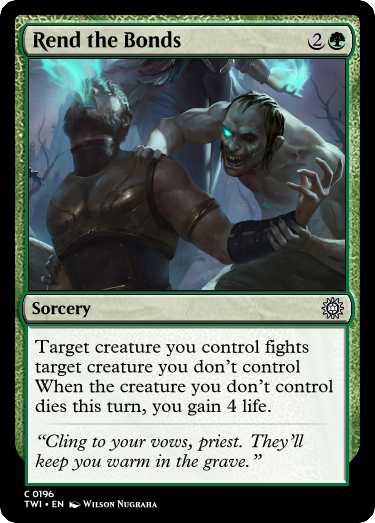 Rend the Bonds 2
Sorcery
Target creature you control fights
target creature you don't control
When the creature you don't control
dies this turn, you gain 4 life.
"Cling to your vows, priest. They'll
keep you warm in the grave."
C 0196
TWI • EN Wilson Nugraha